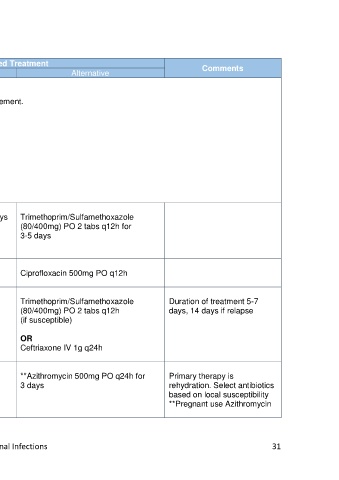 ed Treatment
Comments
Alternative
ement.
ys
Trimethoprim/Sulfamethoxazole
(80/400mg) PO 2 tabs q12h for
3-5 days
Ciprofloxacin 500mg PO q12h
Trimethoprim/Sulfamethoxazole
(80/400mg) PO 2 tabs q12h
(if susceptible)
OR
Ceftriaxone IV 1g q24h
Duration of treatment 5-7
days, 14 days if relapse
**Azithromycin 500mg PO q24h for
3 days
Primary therapy is
rehydration. Select antibiotics
based on local susceptibility
**Pregnant use Azithromycin
nal Infections
31